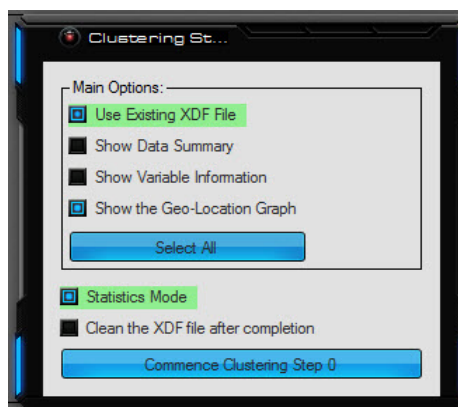 Clustering St...
Main Options:
Use Existing XDF File
Show Data Summary
Show Variable Information
Show the Geo-Location Graph
Select All
Statistics Mode
Clean the XDF file after completion
Commence Clustering Step 0